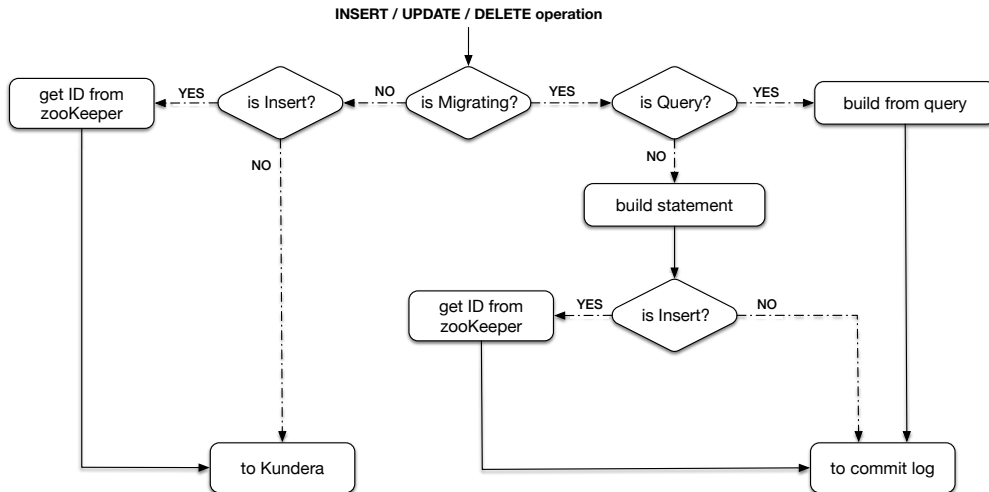 INSERT / UPDATE / DELETE operation
get ID from
zooKeeper
YES
is Insert?
NO
is Migrating?
YES
is Query?
YES
build from query
NO
NO
build statement
get ID from
zooKeeper
YES
is Insert?
NO
to Kundera
to commit log